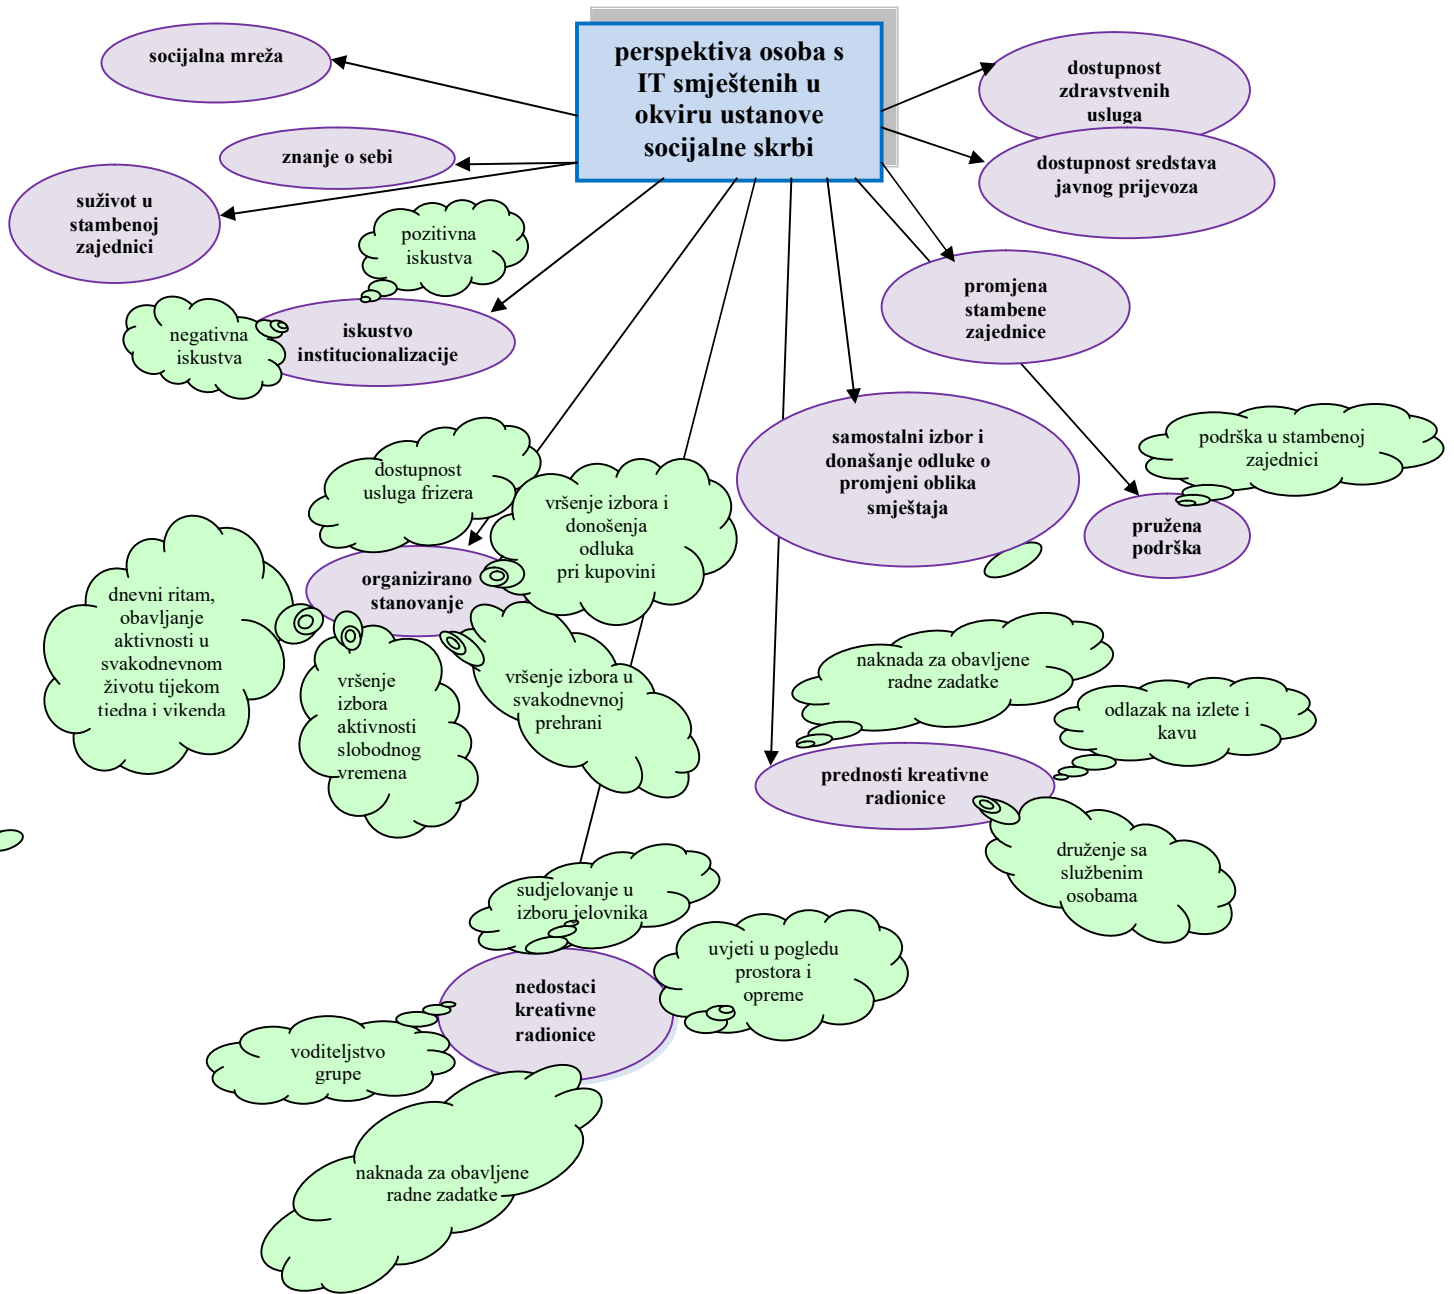 perspektiva osoba s
IT smještenih u
okviru ustanove
socijalne skrbi
socijalna mreža
dostupnost
zdravstvenih
usluga
znanje o sebi
dostupnost sredstava
javnog prijevoza
suživot u
stambenoj
zajednici
pozitivna
iskustva
promjena
stambene
zajednice
negativna
iskustva
iskustvo
institucionalizacije
samostalni izbor i
donašanje odluke o
promjeni oblika
smještaja
podrška u stambenoj
zajednici
pružena
podrška
dostupnost
usluga frizera
vršenje izbora i
donošenja
odluka
pri kupovini
organizirano
stanovanje
dnevni ritam,
obavljanje
aktivnosti u
svakodnevnom
životu tijekom
tjedna i vikenda
vršenje
izbora
aktivnosti
slobodnog
vremena
vršenje izbora u
svakodnevnoj
prehrani
naknada za obavljene
radne zadatke
odlazak na izlete i
kavu
prednosti kreativne
radionice
druženje sa
službenim
osobama
sudjelovanje u
izboru jelovnika
uvjeti u pogledu
prostora i
opreme
nedostaci
kreativne
radionice
voditeljstvo
grupe
naknada za obavljene
radne zadatke